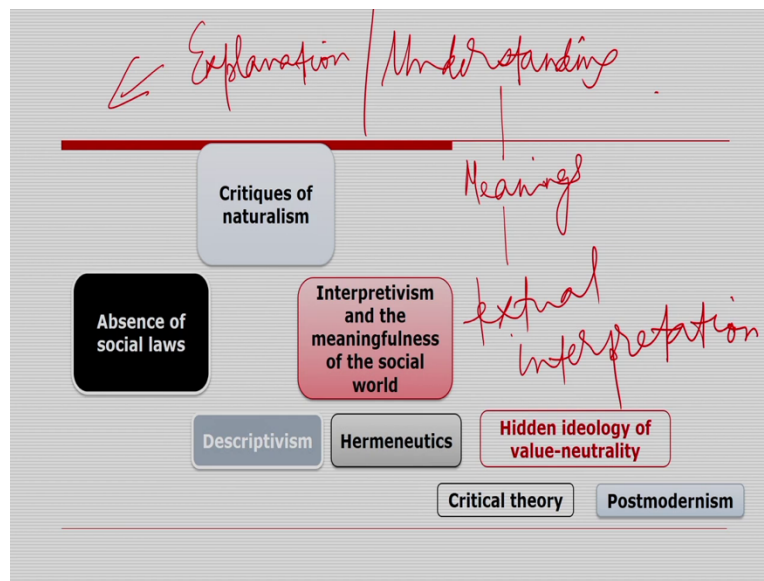 Explanation / Understanding
Meanings
textual
interpretation
Critiques of
naturalism
Absence of
social laws
Interpretivism
and the
meaningfulness
of the social
world
Descriptivism
Hermeneutics
Hidden ideology of
value-neutrality
Critical theory
Postmodernism